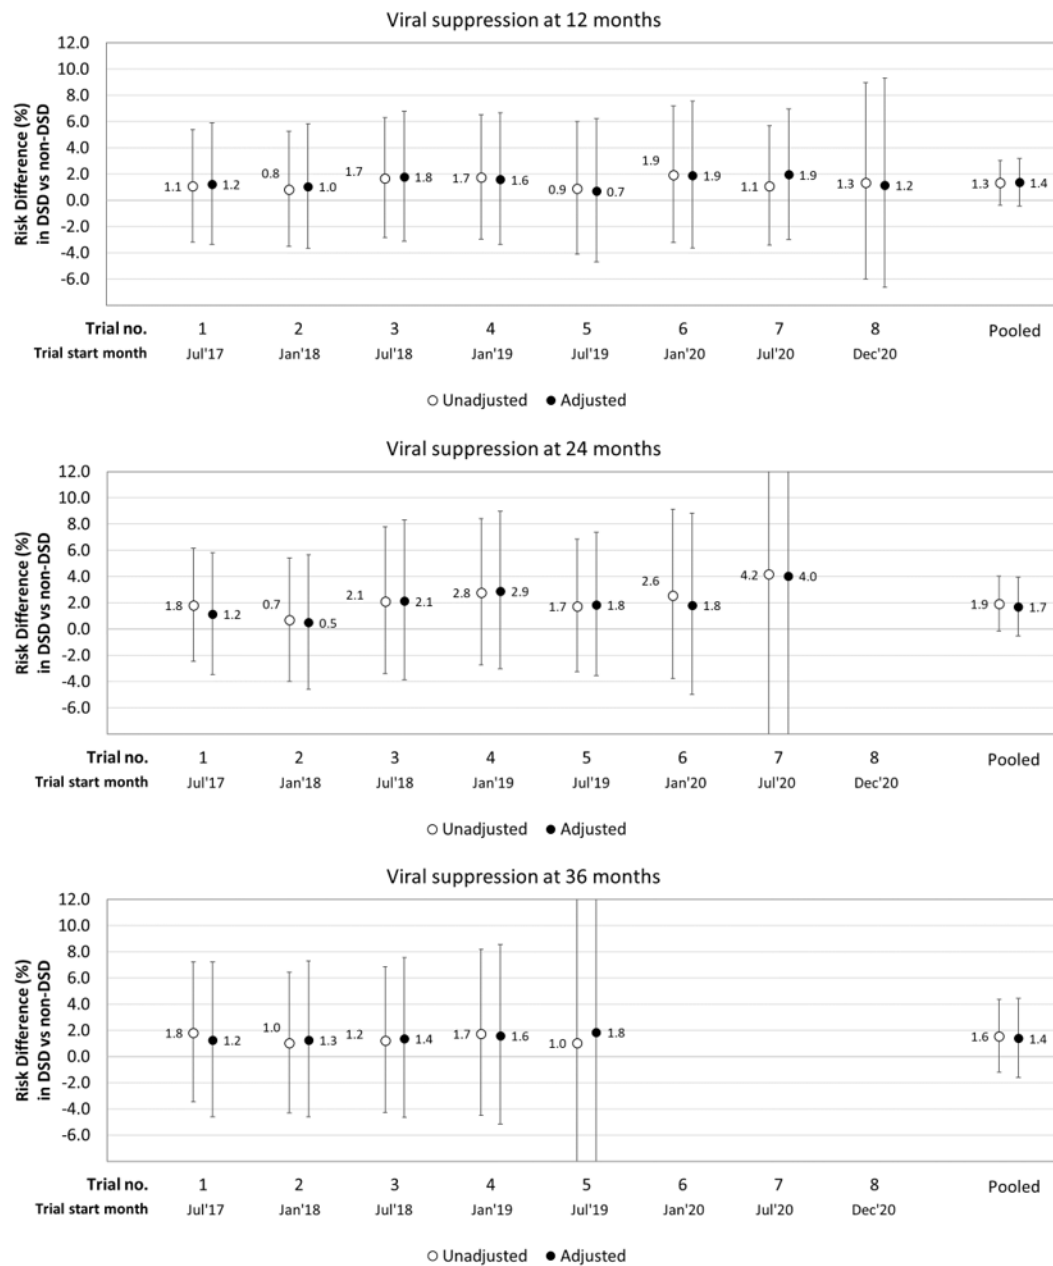 Viral suppression at 12 months
Risk Difference (%)
in DSD vs non-DSD
12.0
10.0
8.0
6.0
4.0
2.0
0.0
-2.0
-4.0
-6.0
1.1 1.2 0.8 1.0 1.7 1.8 1.7 1.6 0.9 0.7 1.9 1.9 1.1 1.9 1.3 1.2 1.3 1.4
Trial no. 1 2 3 4 5 6 7 8 Pooled
Trial start month Jul'17 Jan'18 Jul'18 Jan'19 Jul'19 Jan'20 Jul'20 Dec'20
Unadjusted Adjusted
Viral suppression at 24 months
Risk Difference (%)
in DSD vs non-DSD
12.0
10.0
8.0
6.0
4.0
2.0
0.0
-2.0
-4.0
-6.0
1.8 1.2 0.7 0.5 2.1 2.1 2.8 2.9 1.7 1.8 2.6 1.8 4.2 4.0 1.9 1.7
Trial no. 1 2 3 4 5 6 7 8 Pooled
Trial start month Jul'17 Jan'18 Jul'18 Jan'19 Jul'19 Jan'20 Jul'20 Dec'20
Unadjusted Adjusted
Viral suppression at 36 months
Risk Difference (%)
in DSD vs non-DSD
12.0
10.0
8.0
6.0
4.0
2.0
0.0
-2.0
-4.0
-6.0
1.8 1.2 1.0 1.3 1.2 1.4 1.7 1.6 1.0 1.8 1.6 1.4
Trial no. 1 2 3 4 5 6 7 8 Pooled
Trial start month Jul'17 Jan'18 Jul'18 Jan'19 Jul'19 Jan'20 Jul'20 Dec'20
Unadjusted Adjusted